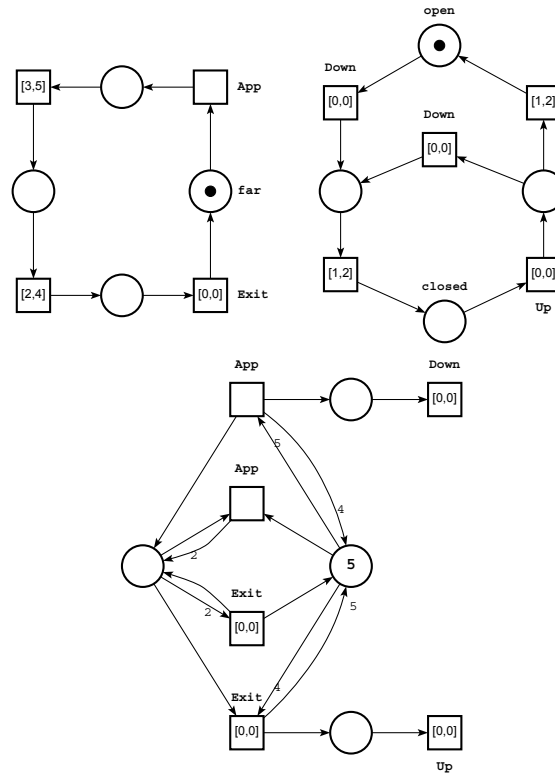 open
Down
[3,5]
App
[0,0]
[1,2]
Down
[0,0]
far
[2,4]
[0,0]
Exit
[1,2]
closed
[0,0]
Up
App
Down
[0,0]
5
App
4
2
5
Exit
2
[0,0]
5
4
Exit
[0,0]
[0,0]
Up